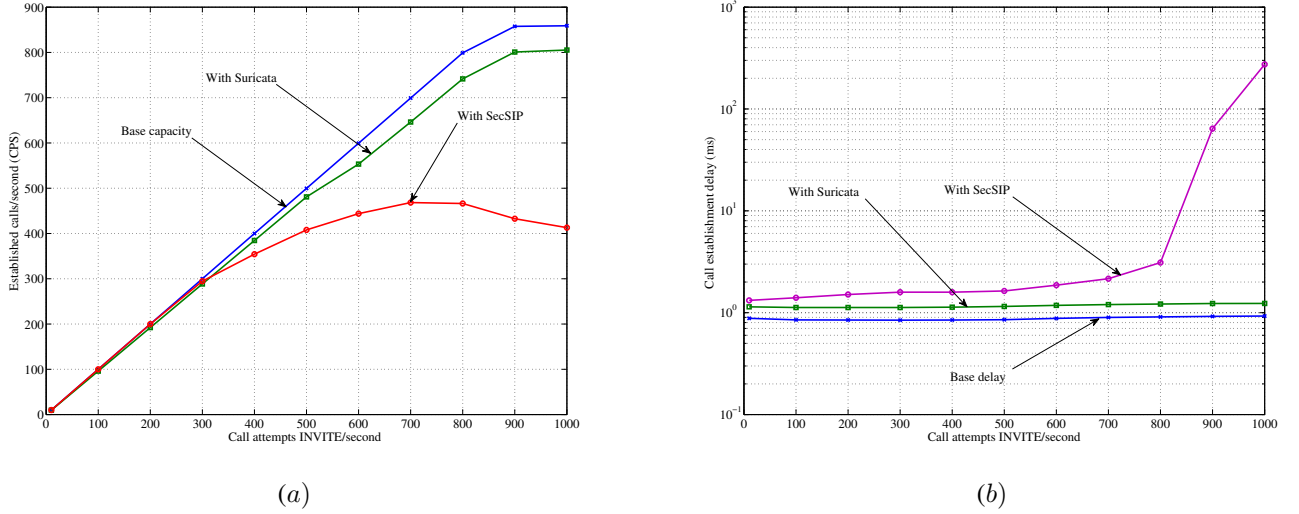 900
800
700
600
500
400
300
200
100
0
Established calls/second (CPS)
With Suricata
Base capacity
With SecSIP
0 100 200 300 400 500 600 700 800 900 1000
Call attempts INVITE/second
(a)
10³
10²
10¹
10⁰
10⁻¹
Call establishment delay (ms)
With Suricata
With SecSIP
Base delay
0 100 200 300 400 500 600 700 800 900 1000
Call attempts INVITE/second
(b)